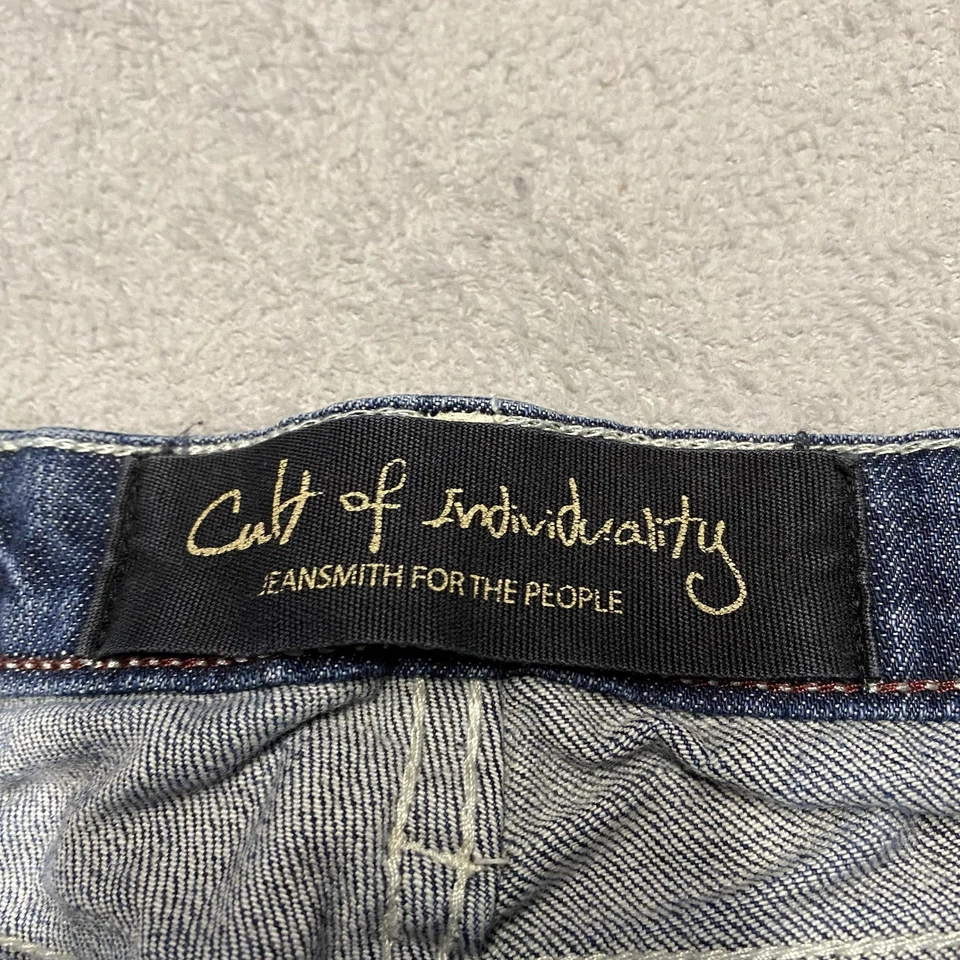 Cult of Individuality
JEANSMITH FOR THE PEOPLE